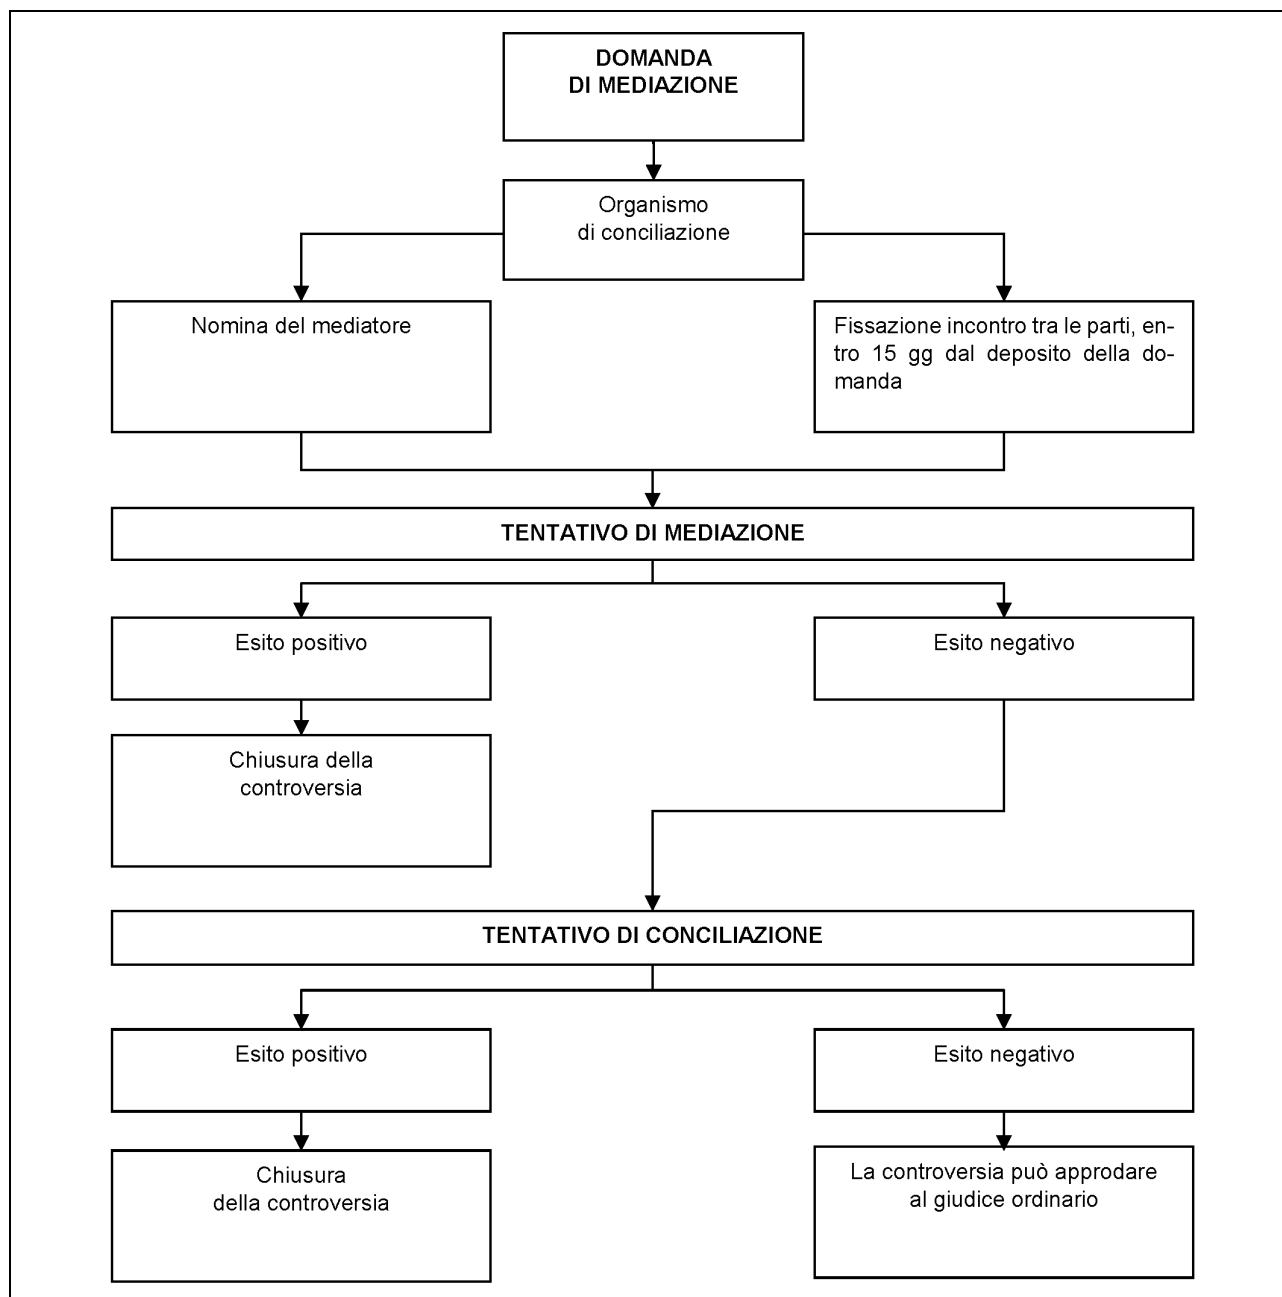 DOMANDA
DI MEDIAZIONE
Organismo
di conciliazione
Nomina del mediatore
Fissazione incontro tra le parti, en-
tro 15 gg dal deposito della do-
manda
TENTATIVO DI MEDIAZIONE
Esito positivo
Esito negativo
Chiusura della
controversia
TENTATIVO DI CONCILIAZIONE
Esito positivo
Esito negativo
Chiusura
della controversia
La controversia può approdare
al giudice ordinario